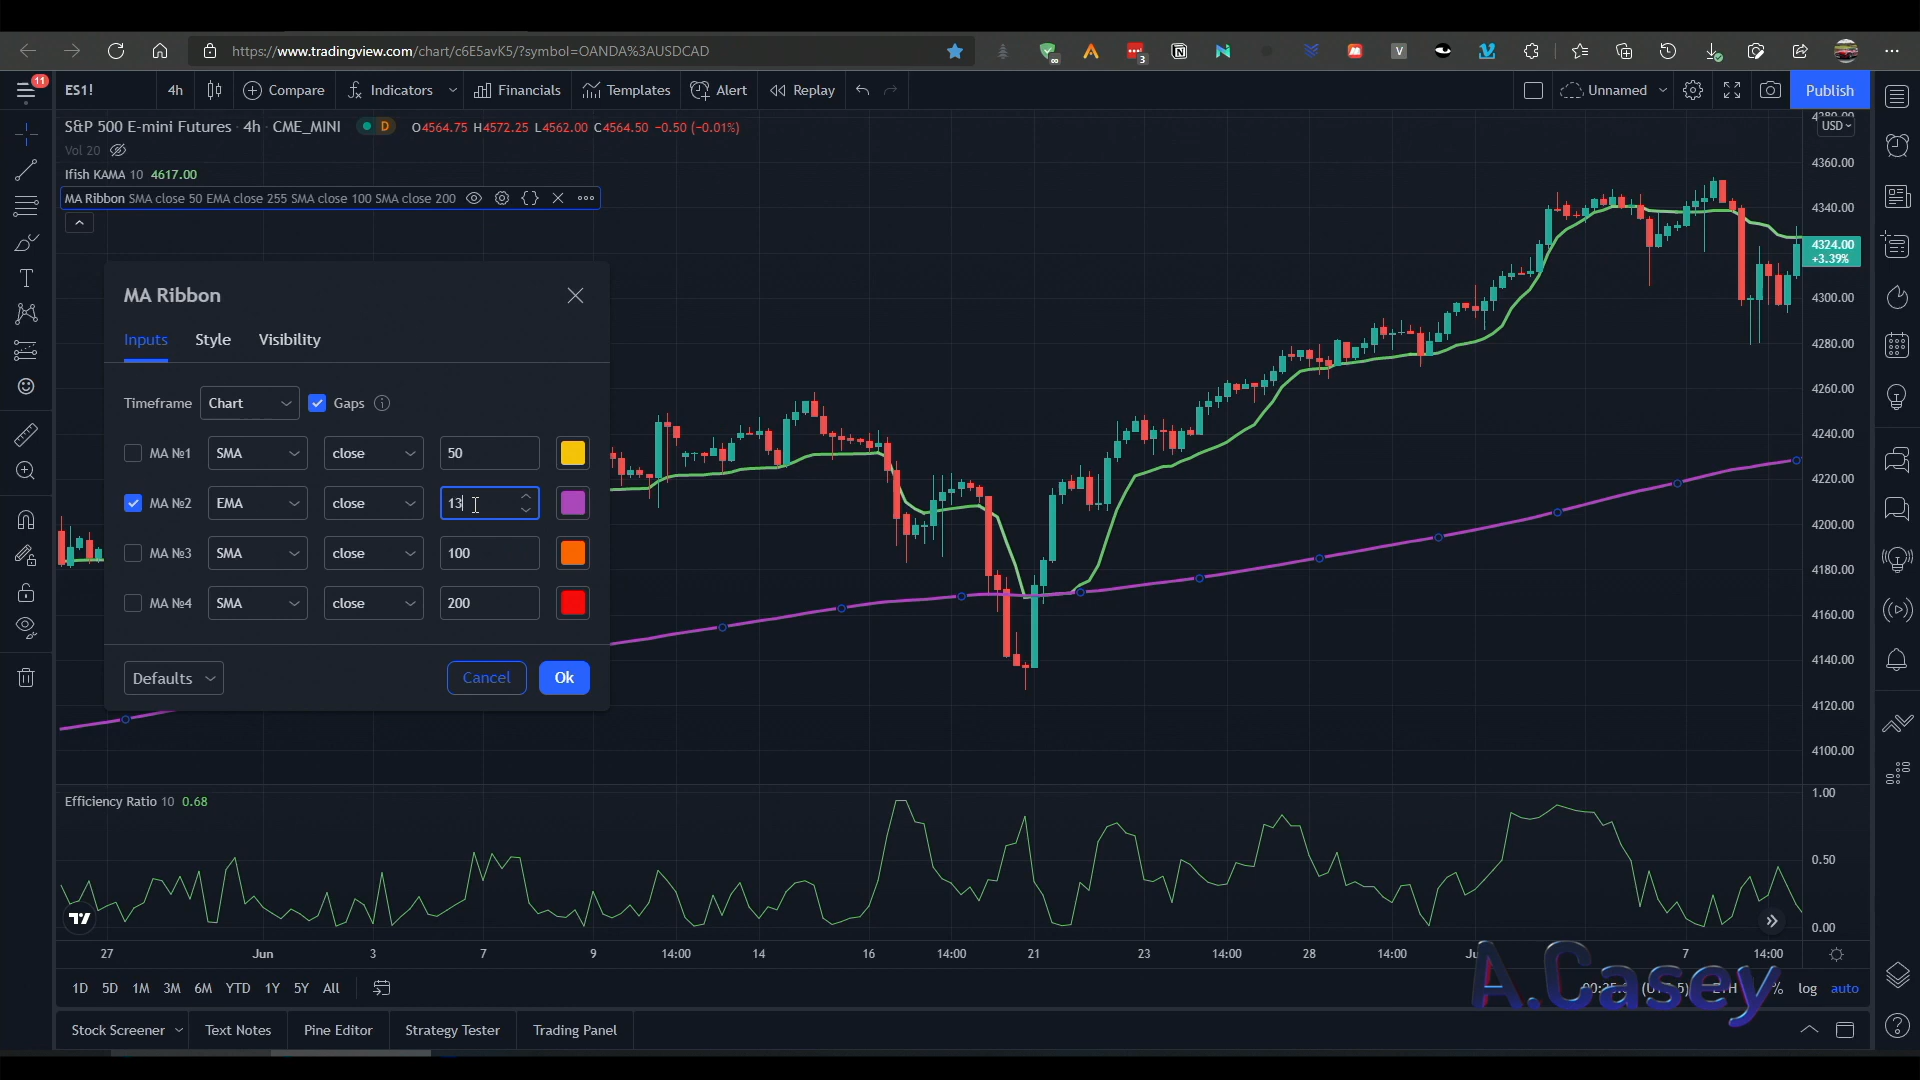 https://www.tradingview.com/chart/c6E5avK5/?symbol=OANDA%3AUSDCAD
∞ 3 V
11 ES1! 4h Compare Indicators Financials Templates Alert Replay Unnamed Publish
S&P 500 E-mini Futures · 4h · CME_MINI D O4564.75 H4572.25 L4562.00 C4564.50 −0.50 (−0.01%)
Vol 20
Ifish KAMA 10 4617.00
MA Ribbon SMA close 50 EMA close 255 SMA close 100 SMA close 200
4280.00
USD
4360.00
4340.00
4324.00
+3.39%
4300.00
4280.00
4260.00
4240.00
4220.00
4200.00
4180.00
4160.00
4140.00
4120.00
4100.00
MA Ribbon
Inputs Style Visibility
Timeframe Chart Gaps
MA №1 SMA close 50
MA №2 EMA close 13
MA №3 SMA close 100
MA №4 SMA close 200
Defaults Cancel Ok
Efficiency Ratio 10 0.68
1.00
0.50
0.00
27 Jun 3 7 9 14:00 14 16 14:00 21 23 14:00 28 14:00 7 14:00
1D 5D 1M 3M 6M YTD 1Y 5Y All % log auto
A.Casey
Stock Screener Text Notes Pine Editor Strategy Tester Trading Panel